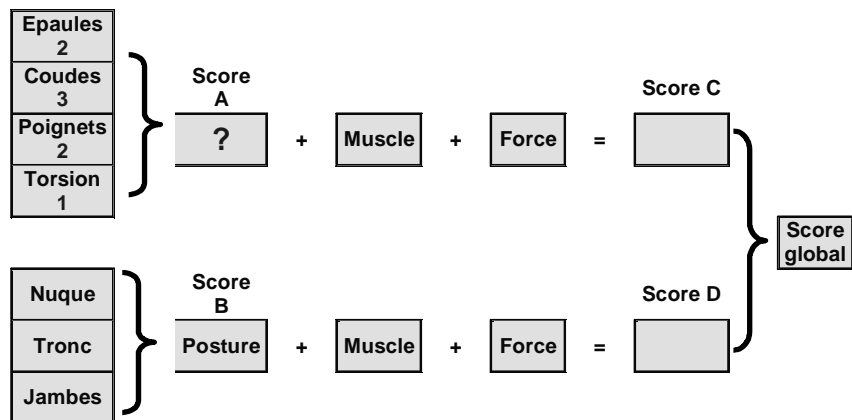 Epaules
2
Coudes
3
Poignets
2
Torsion
1
Score
A
?
+
Muscle
+
Force
=
Score C
Score
global
Nuque
Tronc
Jambes
Score
B
Posture
+
Muscle
+
Force
=
Score D